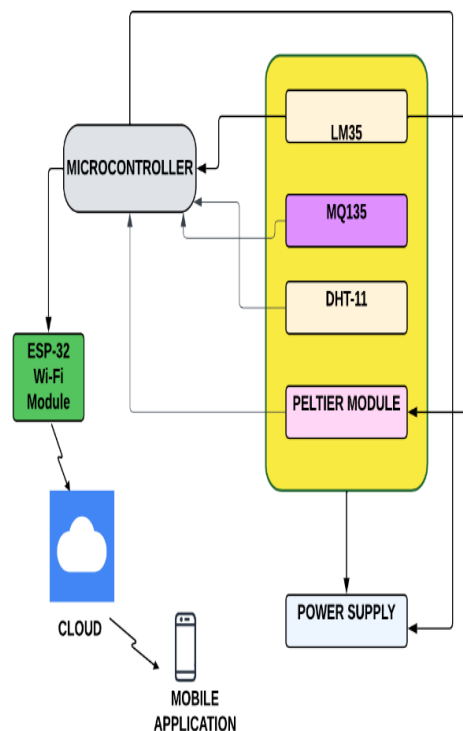 LM35
MICROCONTROLLER
MQ135
DHT-11
ESP-32
Wi-Fi
Module
PELTIER MODULE
POWER SUPPLY
CLOUD
MOBILE
APPLICATION